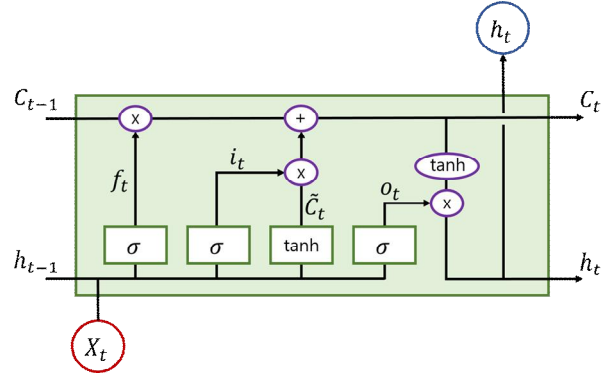 h_t
C_{t-1}
x
+
C_t
i_t
tanh
f_t
x
o_t
x
C̃_t
σ
σ
tanh
σ
h_{t-1}
h_t
X_t